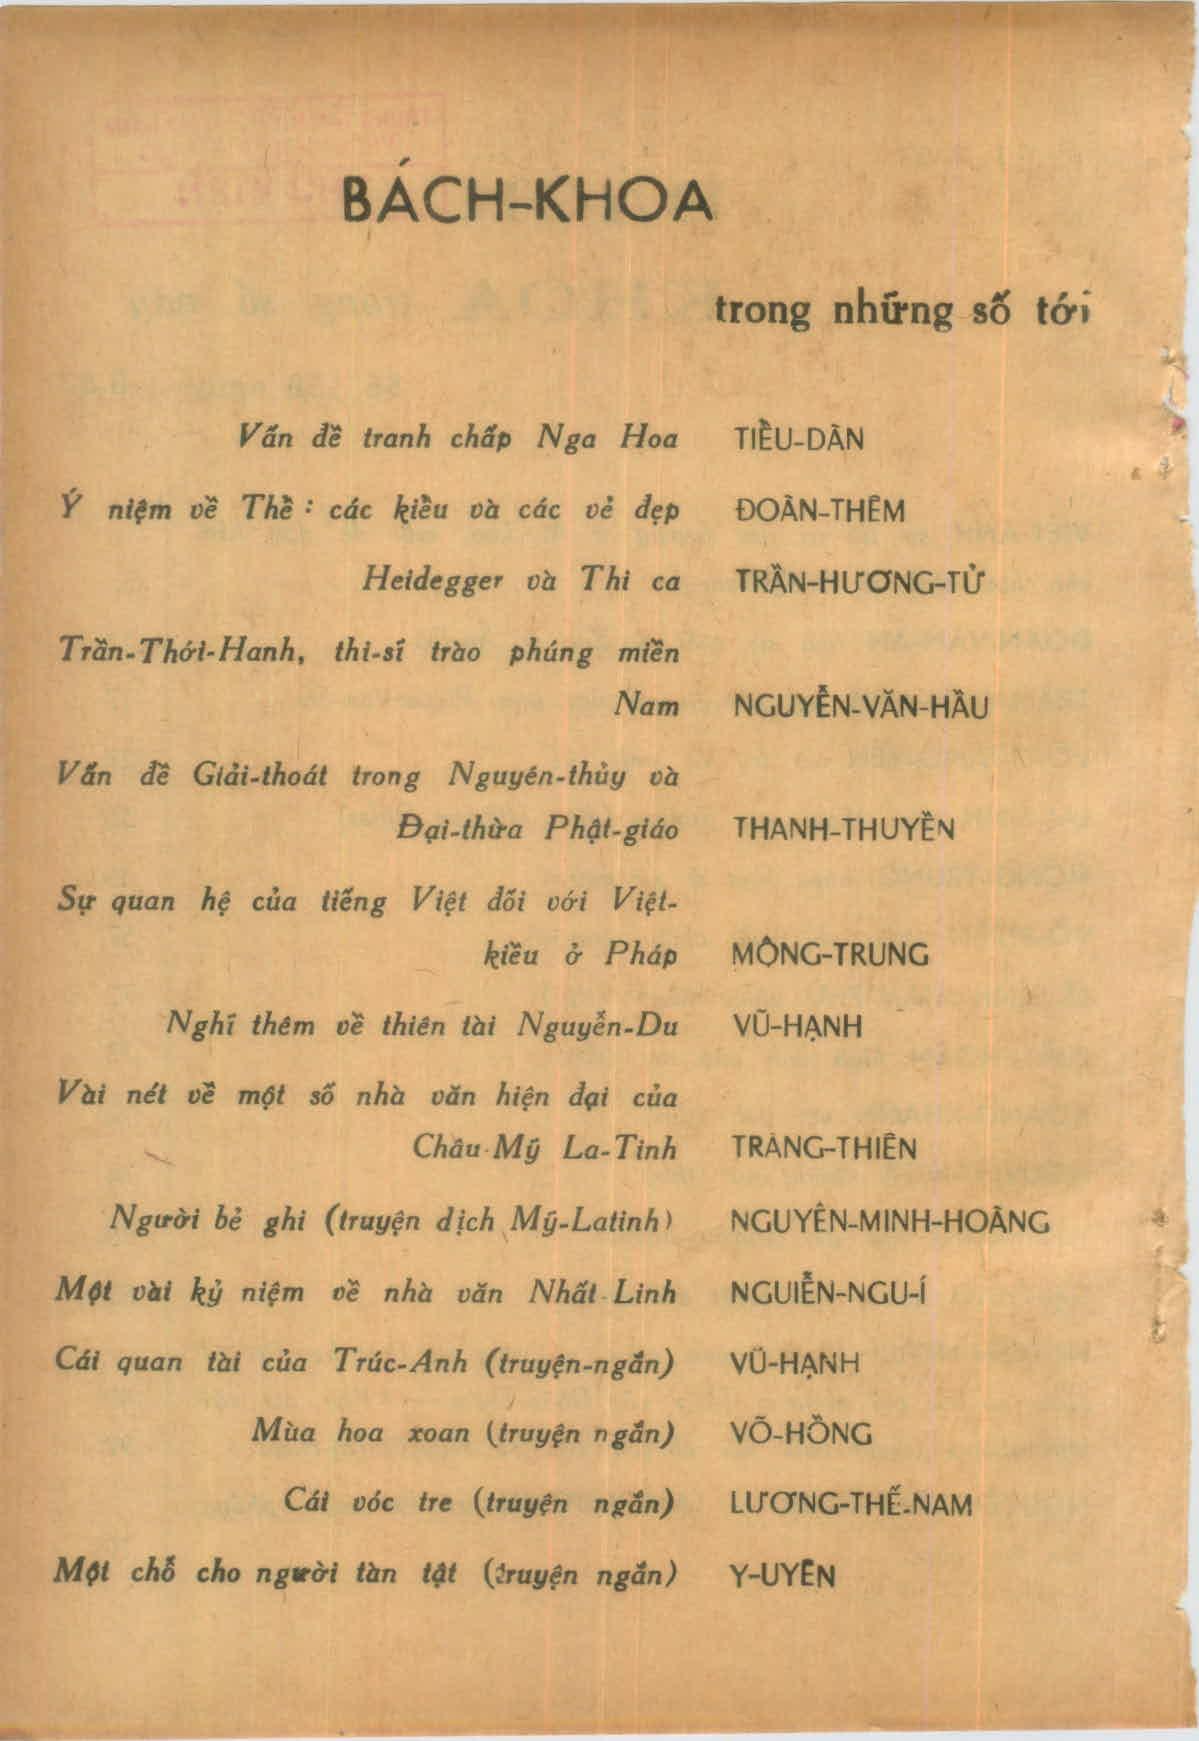 BÁCH-KHOA
trong những số tới
Vấn đề tranh chấp Nga Hoa TIỂU-DÂN
Ý niệm về Thể : các kiểu và các vẻ đẹp ĐOÀN-THÊM
Heidegger và Thi ca TRẦN-HƯƠNG-TỬ
Trần-Thới-Hanh, thi-sĩ trào phúng miền
Nam NGUYỄN-VĂN-HẦU
Vấn đề Giải-thoát trong Nguyên-thủy và
Đại-thừa Phật-giáo THANH-THUYỀN
Sự quan hệ của tiếng Việt đối với Việt-
kiều ở Pháp MỘNG-TRUNG
Nghĩ thêm về thiên tài Nguyễn-Du VŨ-HẠNH
Vài nét về một số nhà văn hiện đại của
Châu Mỹ La-Tinh TRÀNG-THIÊN
Người bẻ ghi (truyện dịch Mỹ-Latinh) NGUYỄN-MINH-HOÀNG
Một vài kỷ niệm về nhà văn Nhất-Linh NGUIỄN-NGU-Í
Cái quan tài của Trúc-Anh (truyện-ngắn) VŨ-HẠNH
Mùa hoa xoan (truyện ngắn) VÕ-HỒNG
Cái vóc tre (truyện ngắn) LƯƠNG-THẾ-NAM
Một chỗ cho người tàn tật (truyện ngắn) Y-UYÊN